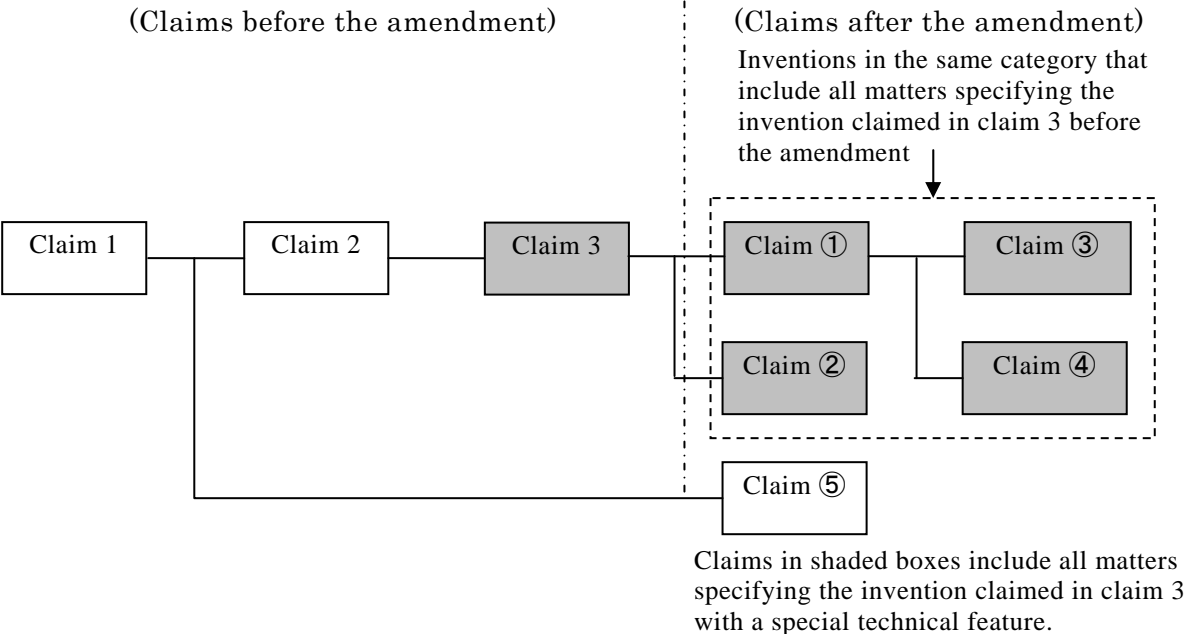 (Claims before the amendment)
(Claims after the amendment)
Inventions in the same category that
include all matters specifying the
invention claimed in claim 3 before
the amendment
Claim 1
Claim 2
Claim 3
Claim ①
Claim ③
Claim ②
Claim ④
Claim ⑤
Claims in shaded boxes include all matters
specifying the invention claimed in claim 3
with a special technical feature.